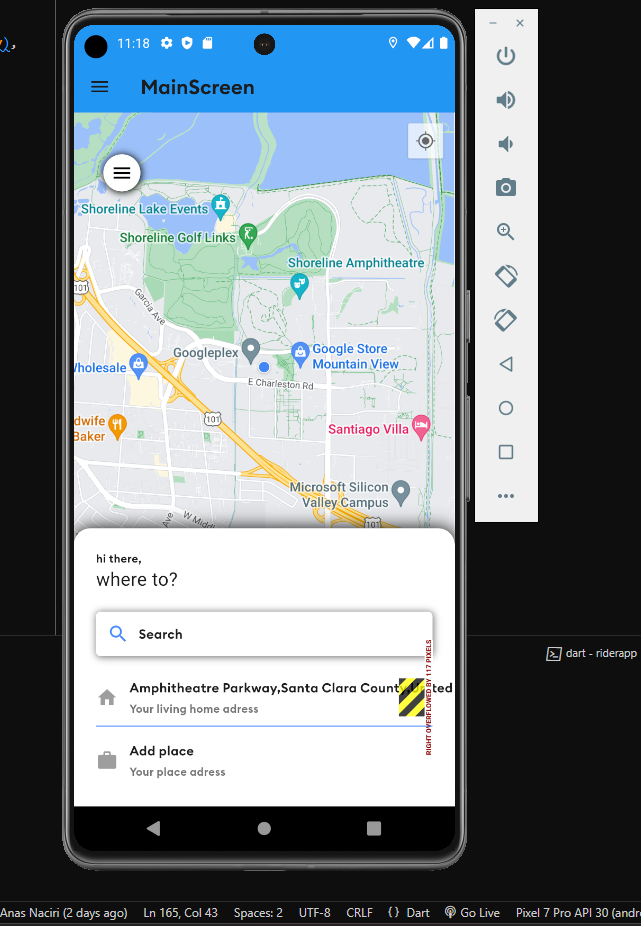 11:18
MainScreen
Shoreline Lake Events
Shoreline Golf Links
Shoreline Amphitheatre
101
Garcia Ave
Googleplex
Google Store
Mountain View
Wholesale
E Charleston Rd
101
dwife
Baker
Santiago Villa
Microsoft Silicon
Valley Campus
Ave
W Middl
101
hi there,
where to?
Search
RIGHT OVERFLOWED BY 117 PIXELS
Amphitheatre Parkway,Santa Clara County,United
Your living home adress
Add place
Your place adress
dart - riderapp
Anas Naciri (2 days ago) Ln 165, Col 43 Spaces: 2 UTF-8 CRLF {} Dart Go Live Pixel 7 Pro API 30 (andro